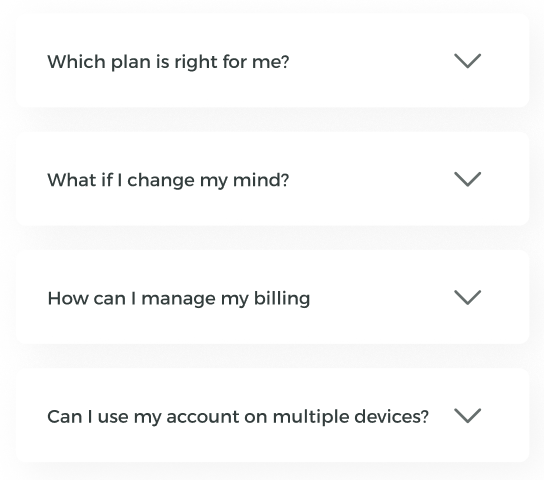 Which plan is right for me?
What if I change my mind?
How can I manage my billing
Can I use my account on multiple devices?